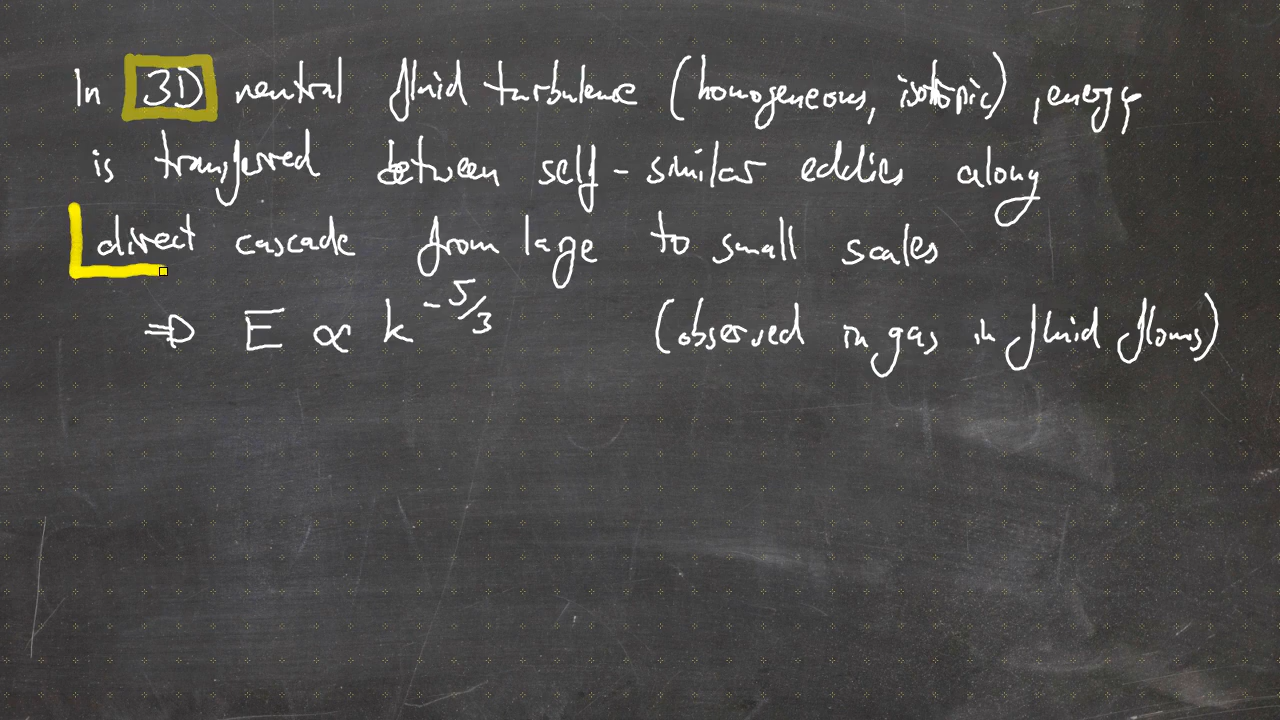 In 3D neutral fluid turbulence (homogeneous, isotropic), energy
is transferred between self-similar eddies along
direct cascade from large to small scales
⇒ E ∝ k^{-5/3} (observed in gas in fluid flows)